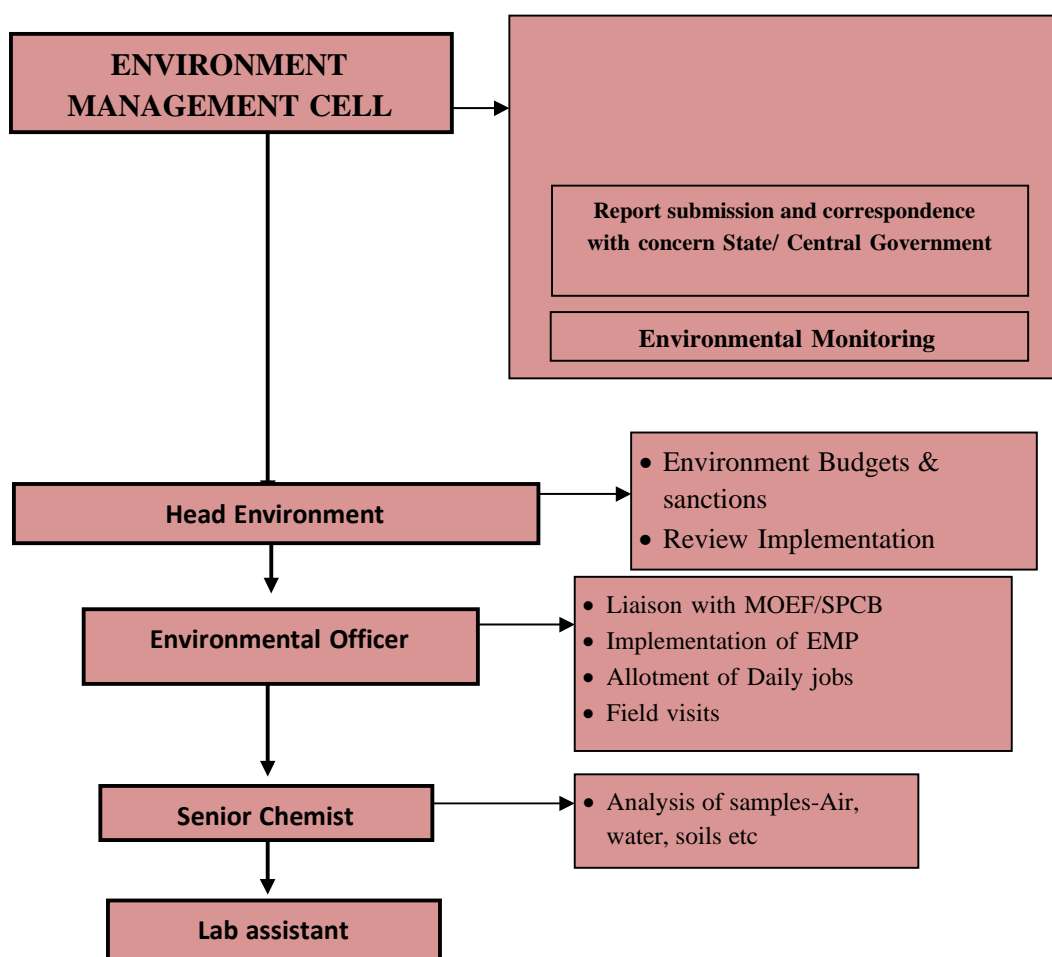 ENVIRONMENT
MANAGEMENT CELL
Report submission and correspondence
with concern State/ Central Government
Environmental Monitoring
• Environment Budgets &
sanctions
• Review Implementation
Head Environment
• Liaison with MOEF/SPCB
• Implementation of EMP
• Allotment of Daily jobs
• Field visits
Environmental Officer
• Analysis of samples-Air,
water, soils etc
Senior Chemist
Lab assistant